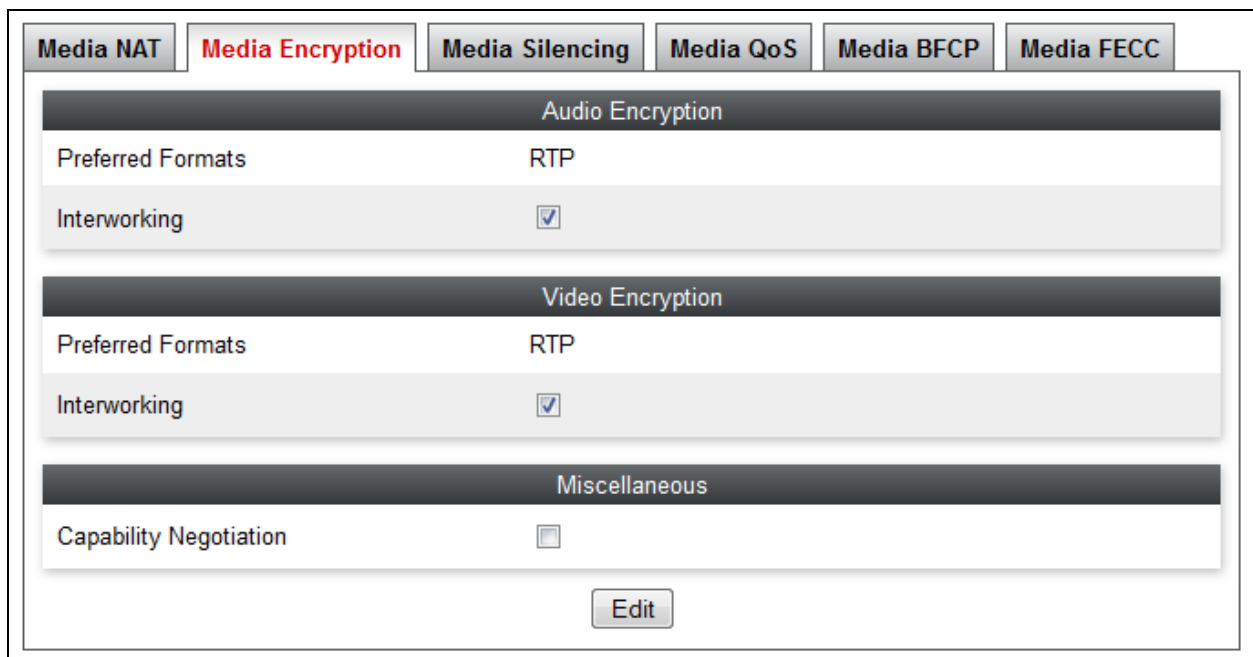 Media NAT Media Encryption Media Silencing Media QoS Media BFCP Media FECC
Audio Encryption
Preferred Formats RTP
Interworking
Video Encryption
Preferred Formats RTP
Interworking
Miscellaneous
Capability Negotiation
Edit